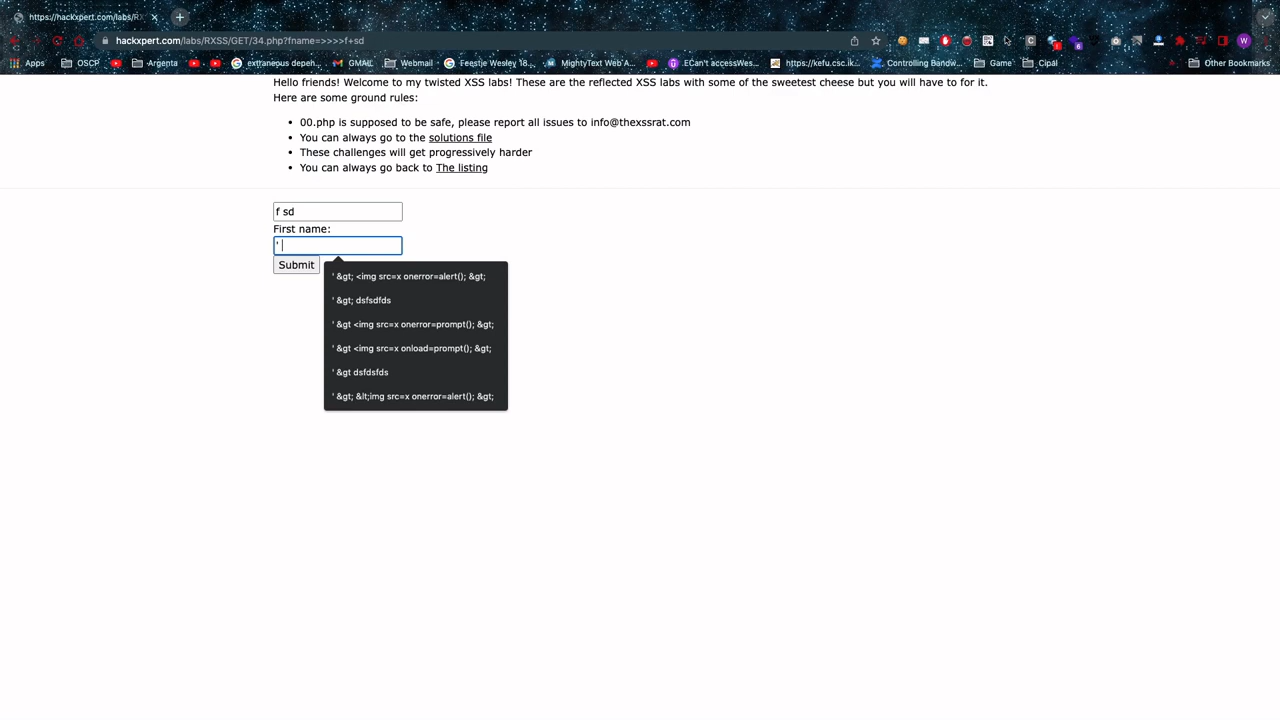 https://hackxpert.com/labs/RX
hackxpert.com/labs/RXSS/GET/34.php?fname=>>>>f+sd
Apps OSCP Argenta extraneous depeh... GMAIL Webmail Feestje Wesley 18... MightyText Web A... ECan't accessWes... https://kefu.csc.ik... Controlling Bandw... Game Cipal Other Bookmarks
Hello friends! Welcome to my twisted XSS labs! These are the reflected XSS labs with some of the sweetest cheese but you will have to for it.
Here are some ground rules:
• 00.php is supposed to be safe, please report all issues to info@thexssrat.com
• You can always go to the solutions file
• These challenges will get progressively harder
• You can always go back to The listing
f sd
First name:
'
Submit
' &gt; <img src=x onerror=alert(); &gt;
' &gt; dsfsdfds
' &gt <img src=x onerror=prompt(); &gt;
' &gt <img src=x onload=prompt(); &gt;
' &gt dsfdsfds
' &gt; &lt;img src=x onerror=alert(); &gt;